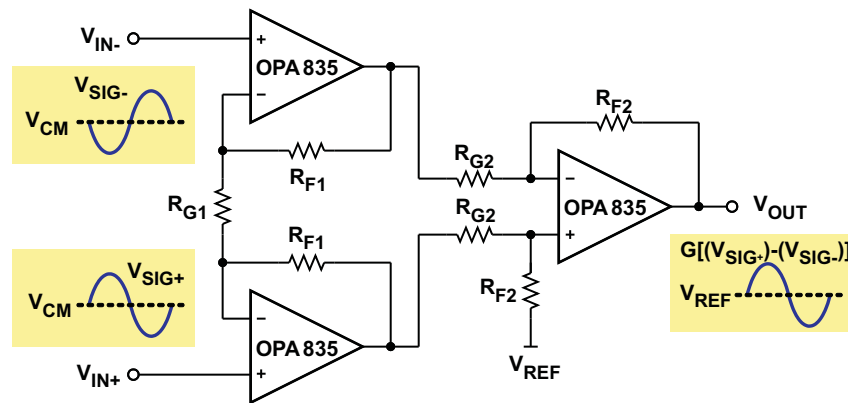 VIN-
+
OPA 835
−
VSIG-
VCM
RF1
RG1
RF1
VSIG+
VCM
−
OPA 835
+
VIN+
RG2
RG2
RF2
−
OPA 835
+
RF2
VREF
VOUT
G[(VSIG+)-(VSIG-)]
VREF